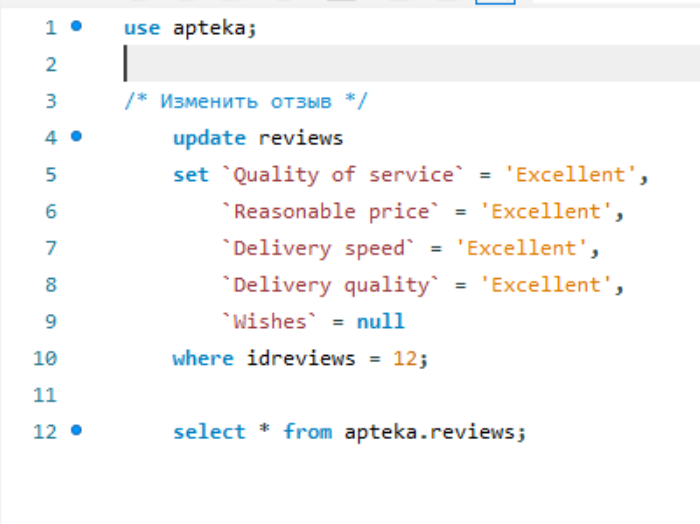 1 use apteka;
2
3 /* Изменить отзыв */
4 update reviews
5 set `Quality of service` = 'Excellent',
6 `Reasonable price` = 'Excellent',
7 `Delivery speed` = 'Excellent',
8 `Delivery quality` = 'Excellent',
9 `Wishes` = null
10 where idreviews = 12;
11
12 select * from apteka.reviews;